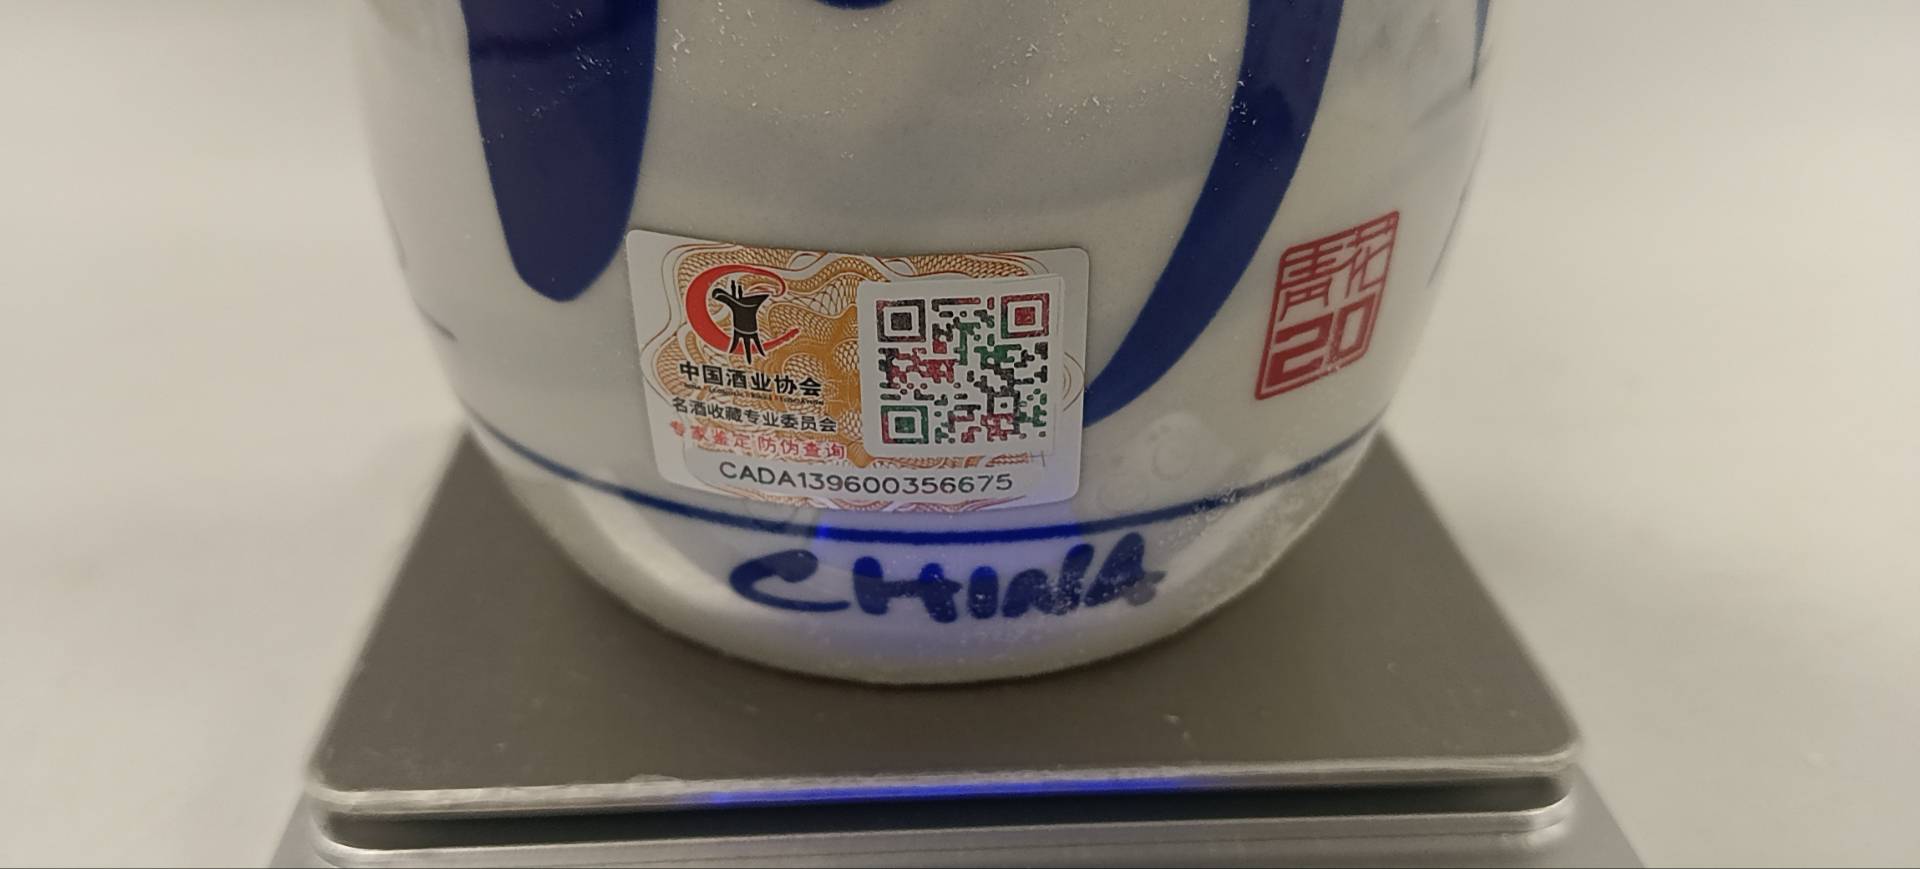 中国酒业协会
名酒收藏专业委员会
专家鉴定 防伪查询
CADA139600356675
青花
20
CHINA